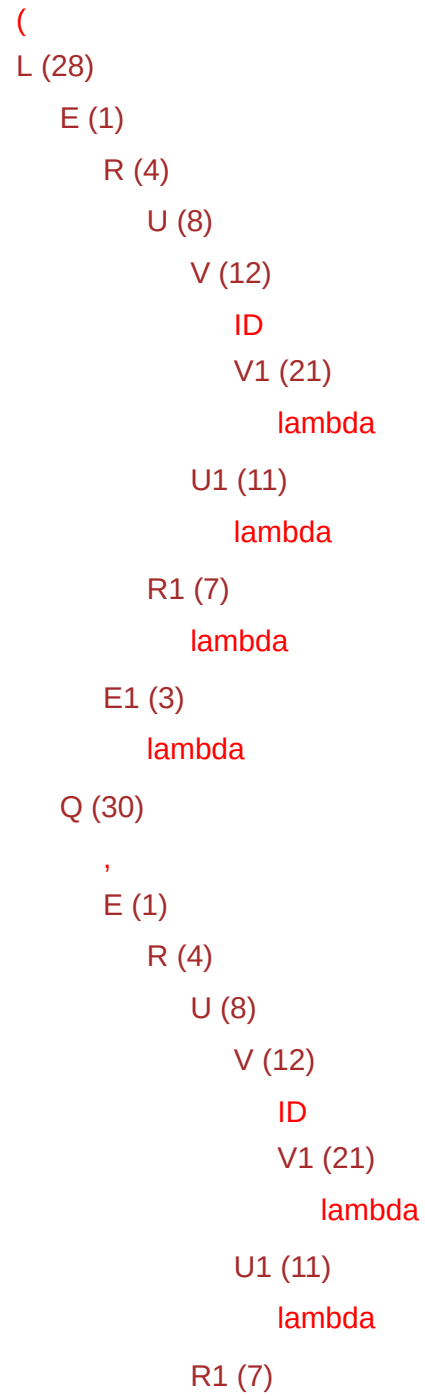 (
L (28)
E (1)
R (4)
U (8)
V (12)
ID
V1 (21)
lambda
U1 (11)
lambda
R1 (7)
lambda
E1 (3)
lambda
Q (30)
,
E (1)
R (4)
U (8)
V (12)
ID
V1 (21)
lambda
U1 (11)
lambda
R1 (7)